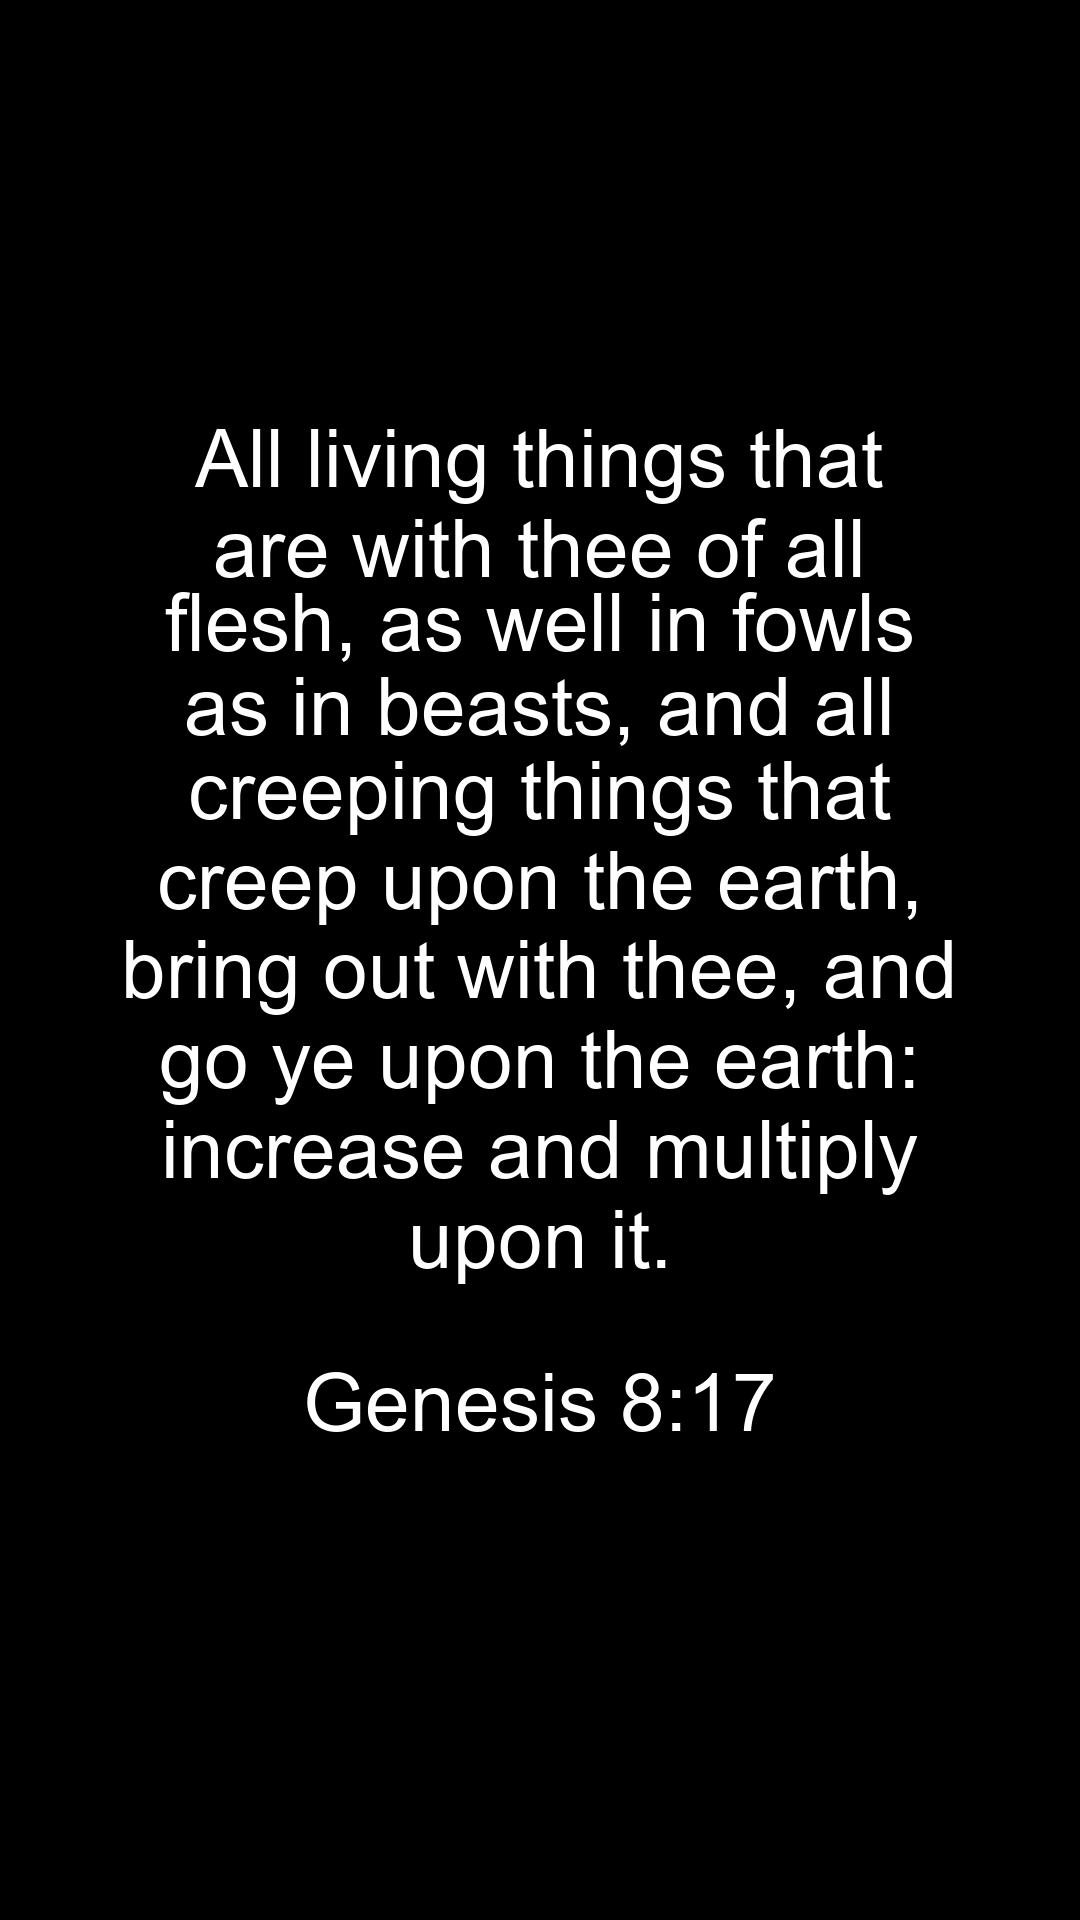 All living things that
are with thee of all
flesh, as well in fowls
as in beasts, and all
creeping things that
creep upon the earth,
bring out with thee, and
go ye upon the earth:
increase and multiply
upon it.
Genesis 8:17